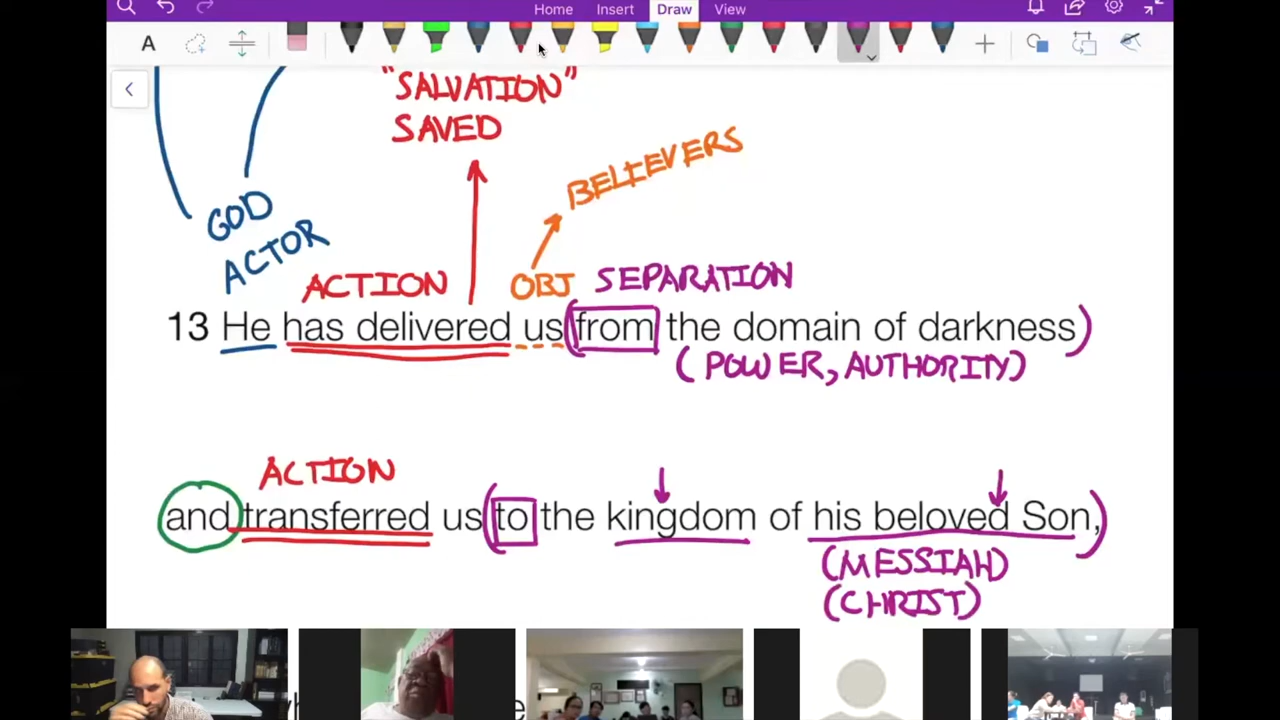 Home Insert Draw View
A
"SALVATION"
SAVED
BELIEVERS
GOD
ACTOR
ACTION OBJ SEPARATION
13 He has delivered us (from the domain of darkness)
(POWER, AUTHORITY)
ACTION
and transferred us (to the kingdom of his beloved Son,)
(MESSIAH)
(CHRIST)